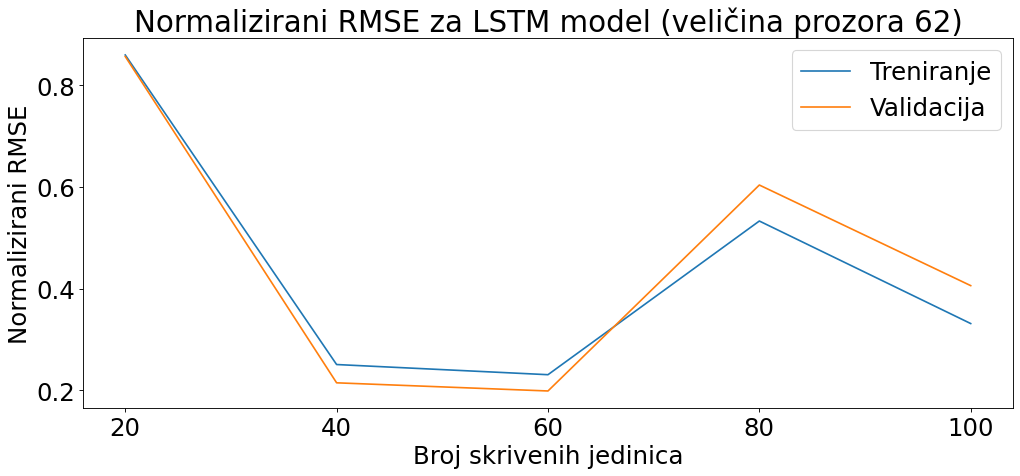 Normalizirani RMSE za LSTM model (veličina prozora 62)
Treniranje
Validacija
Normalizirani RMSE
0.8
0.6
0.4
0.2
20 40 60 80 100
Broj skrivenih jedinica